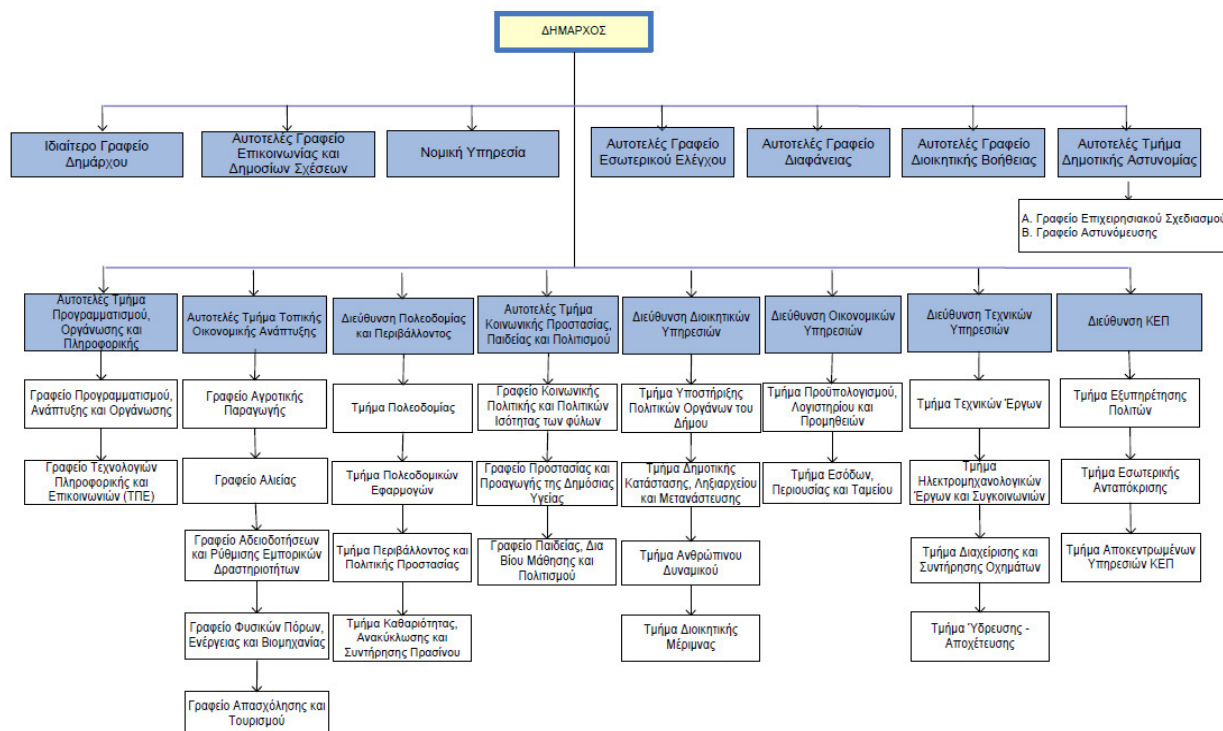 ΔΗΜΑΡΧΟΣ
Ιδιαίτερο Γραφείο
Δημάρχου
Αυτοτελές Γραφείο
Επικοινωνίας και
Δημοσίων Σχέσεων
Νομική Υπηρεσία
Αυτοτελές Γραφείο
Εσωτερικού Ελέγχου
Αυτοτελές Γραφείο
Διαφάνειας
Αυτοτελές Γραφείο
Διοικητικής Βοήθειας
Αυτοτελές Τμήμα
Δημοτικής Αστυνομίας
Α. Γραφείο Επιχειρησιακού Σχεδιασμού
Β. Γραφείο Αστυνόμευσης
Αυτοτελές Τμήμα
Προγραμματισμού,
Οργάνωσης και
Πληροφορικής
Αυτοτελές Τμήμα Τοπικής
Οικονομικής Ανάπτυξης
Διεύθυνση Πολεοδομίας
και Περιβάλλοντος
Αυτοτελές Τμήμα
Κοινωνικής Προστασίας,
Παιδείας και Πολιτισμού
Διεύθυνση Διοικητικών
Υπηρεσιών
Διεύθυνση Οικονομικών
Υπηρεσιών
Διεύθυνση Τεχνικών
Υπηρεσιών
Διεύθυνση ΚΕΠ
Γραφείο Προγραμματισμού,
Ανάπτυξης και Οργάνωσης
Γραφείο Αγροτικής
Παραγωγής
Τμήμα Πολεοδομίας
Γραφείο Κοινωνικής
Πολιτικής και Πολιτικών
Ισότητας των φύλων
Τμήμα Υποστήριξης
Πολιτικών Οργάνων του
Δήμου
Τμήμα Προϋπολογισμού,
Λογιστηρίου και
Προμηθειών
Τμήμα Τεχνικών Έργων
Τμήμα Εξυπηρέτησης
Πολιτών
Γραφείο Τεχνολογιών
Πληροφορικής και
Επικοινωνιών (ΤΠΕ)
Γραφείο Αλιείας
Τμήμα Πολεοδομικών
Εφαρμογών
Γραφείο Προστασίας και
Προαγωγής της Δημόσιας
Υγείας
Τμήμα Δημοτικής
Κατάστασης, Ληξιαρχείου
και Μετανάστευσης
Τμήμα Εσόδων,
Περιουσίας και Ταμείου
Τμήμα
Ηλεκτρομηχανολογικών
Έργων και Συγκοινωνιών
Τμήμα Εσωτερικής
Ανταπόκρισης
Γραφείο Αδειοδοτήσεων
και Ρύθμισης Εμπορικών
Δραστηριοτήτων
Τμήμα Περιβάλλοντος και
Πολιτικής Προστασίας
Γραφείο Παιδείας, Δια
Βίου Μάθησης και
Πολιτισμού
Τμήμα Ανθρώπινου
Δυναμικού
Τμήμα Διαχείρισης και
Συντήρησης Οχημάτων
Τμήμα Αποκεντρωμένων
Υπηρεσιών ΚΕΠ
Γραφείο Φυσικών Πόρων,
Ενέργειας και Βιομηχανίας
Τμήμα Καθαριότητας,
Ανακύκλωσης και
Συντήρησης Πρασίνου
Τμήμα Διοικητικής
Μέριμνας
Τμήμα Ύδρευσης -
Αποχέτευσης
Γραφείο Απασχόλησης και
Τουρισμού